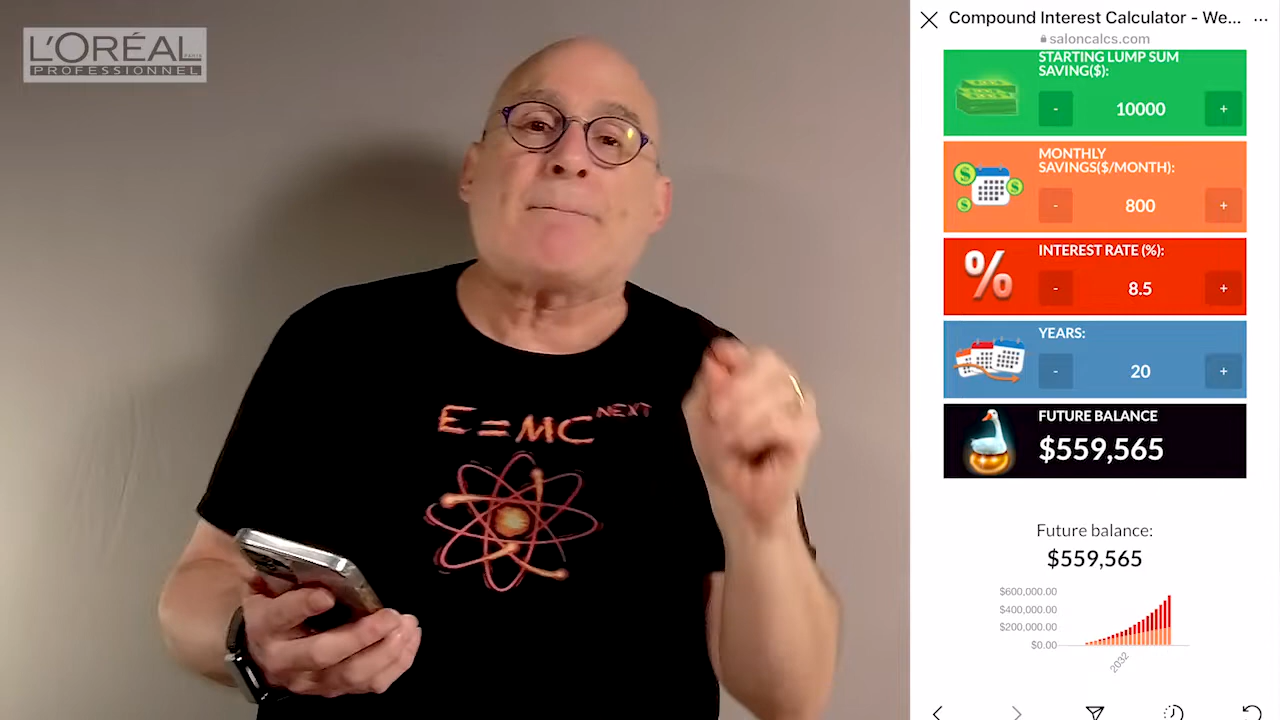 L'ORÉAL
PARIS
PROFESSIONNEL
E=MC NEXT
Compound Interest Calculator - We... ...
saloncalcs.com
STARTING LUMP SUM
SAVING($):
- 10000 +
MONTHLY
SAVINGS($/MONTH):
- 800 +
INTEREST RATE (%):
- 8.5 +
YEARS:
- 20 +
FUTURE BALANCE
$559,565
Future balance:
$559,565
$600,000.00
$400,000.00
$200,000.00
$0.00
2032